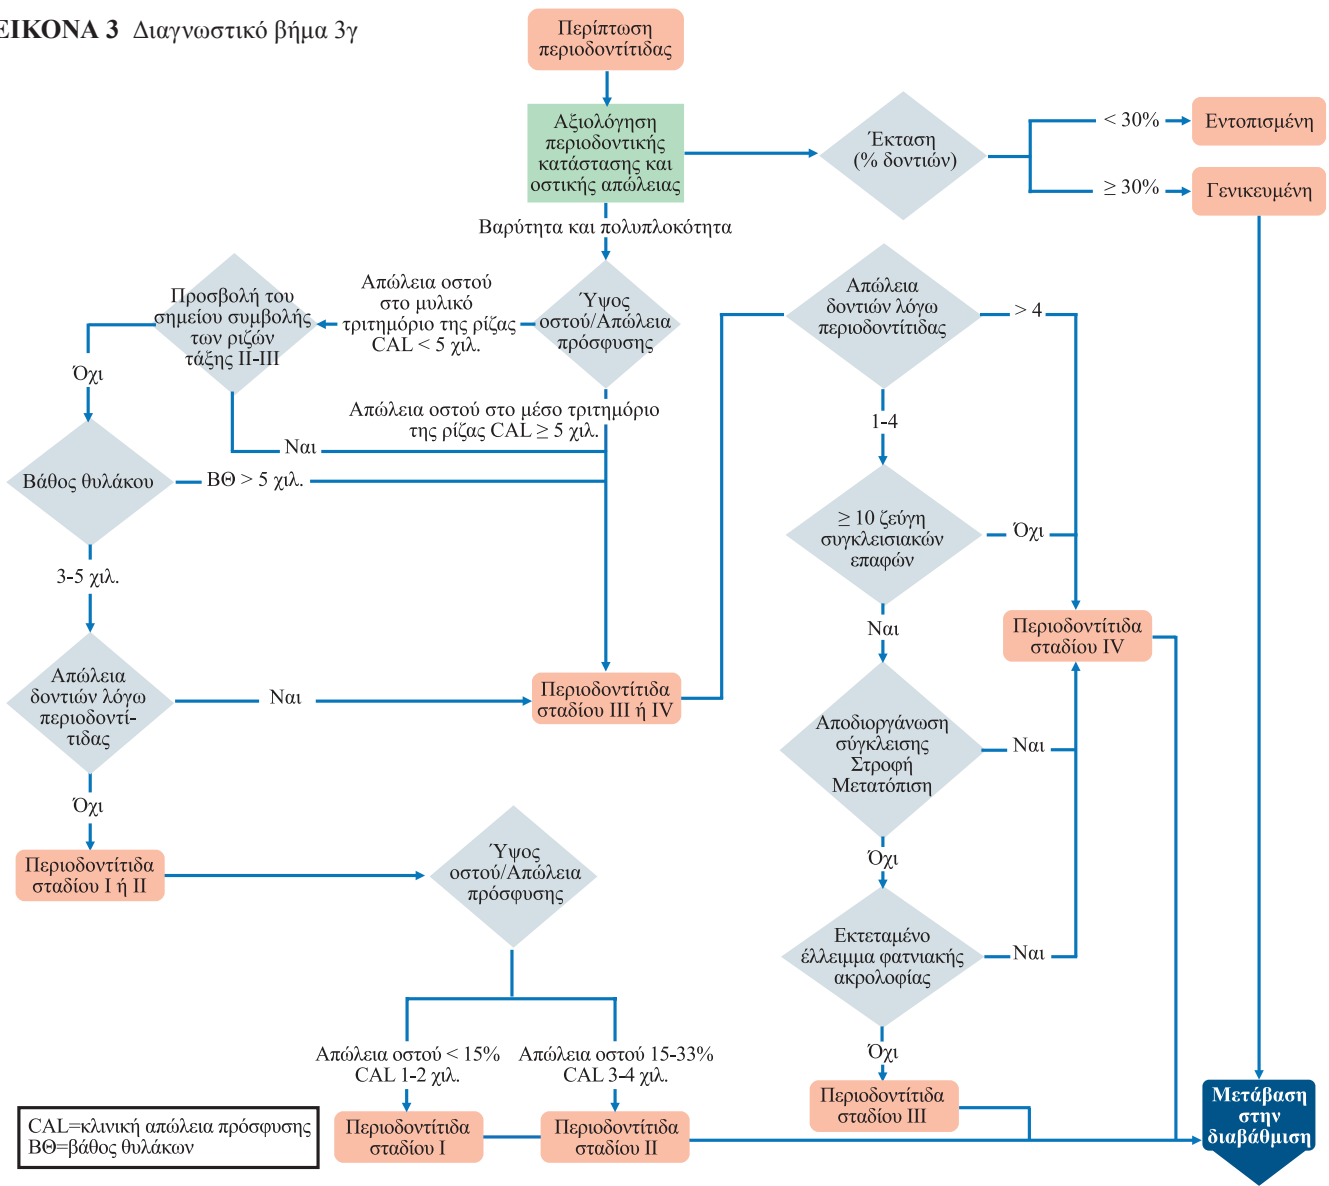 ΕΙΚΟΝΑ 3 Διαγνωστικό βήμα 3γ
Περίπτωση
περιοδοντίτιδας
Αξιολόγηση
περιοδοντικής
κατάστασης και
οστικής απώλειας
Έκταση
(% δοντιών)
< 30%
Εντοπισμένη
≥ 30%
Γενικευμένη
Βαρύτητα και πολυπλοκότητα
Ύψος
οστού/Απώλεια
πρόσφυσης
Απώλεια οστού
στο μυλικό
τριτημόριο της ρίζας
CAL < 5 χιλ.
Προσβολή του
σημείου συμβολής
των ριζών
τάξης II-III
Όχι
Απώλεια οστού στο μέσο τριτημόριο
της ρίζας CAL ≥ 5 χιλ.
Ναι
Βάθος θυλάκου
ΒΘ > 5 χιλ.
3-5 χιλ.
Απώλεια
δοντιών λόγω
περιοδοντί-
τιδας
Ναι
Περιοδοντίτιδα
σταδίου III ή IV
Όχι
Περιοδοντίτιδα
σταδίου I ή II
Ύψος
οστού/Απώλεια
πρόσφυσης
Απώλεια οστού < 15%
CAL 1-2 χιλ.
Απώλεια οστού 15-33%
CAL 3-4 χιλ.
Περιοδοντίτιδα
σταδίου I
Περιοδοντίτιδα
σταδίου II
Απώλεια
δοντιών λόγω
περιοδοντίτιδας
> 4
1-4
≥ 10 ζεύγη
συγκλεισιακών
επαφών
Όχι
Ναι
Περιοδοντίτιδα
σταδίου IV
Αποδιοργάνωση
σύγκλεισης
Στροφή
Μετατόπιση
Ναι
Όχι
Εκτεταμένο
έλλειμμα φατνιακής
ακρολοφίας
Ναι
Όχι
Περιοδοντίτιδα
σταδίου III
Μετάβαση
στην
διαβάθμιση
CAL=κλινική απώλεια πρόσφυσης
ΒΘ=βάθος θυλάκων